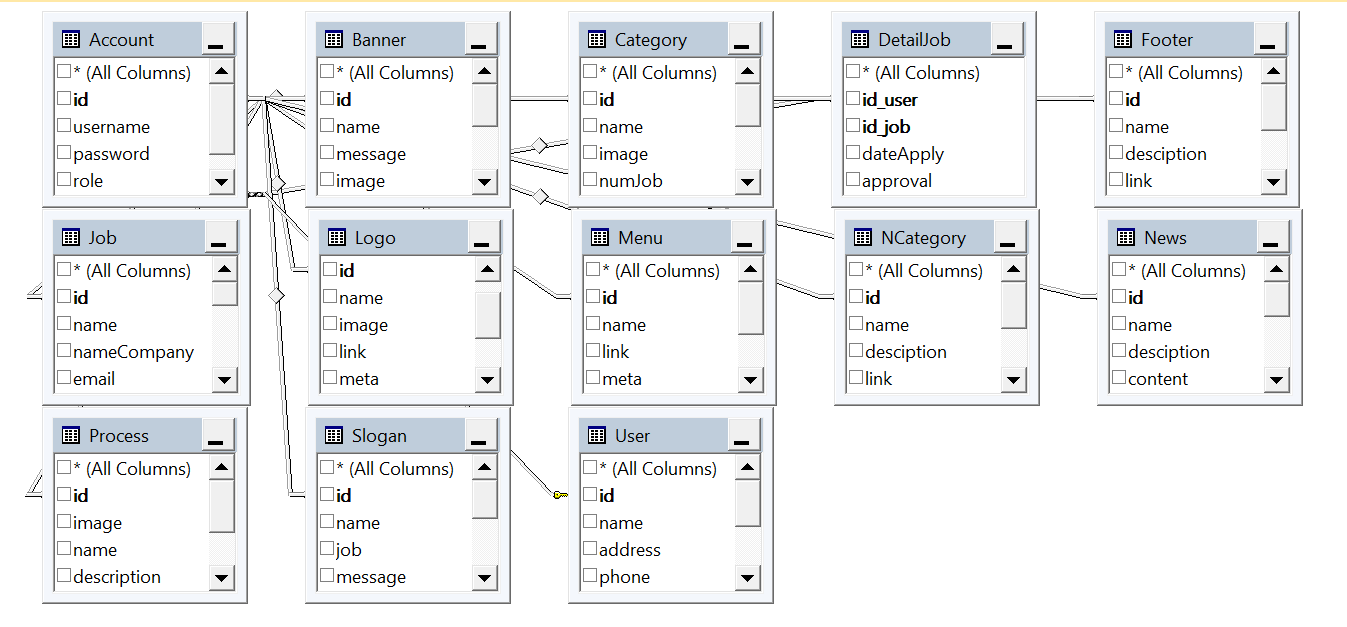 Account
* (All Columns)
id
username
password
role
Banner
* (All Columns)
id
name
message
image
Category
* (All Columns)
id
name
image
numJob
DetailJob
* (All Columns)
id_user
id_job
dateApply
approval
Footer
* (All Columns)
id
name
desciption
link
Job
* (All Columns)
id
name
nameCompany
email
Logo
id
name
image
link
meta
Menu
* (All Columns)
id
name
link
meta
NCategory
* (All Columns)
id
name
desciption
link
News
* (All Columns)
id
name
desciption
content
Process
* (All Columns)
id
image
name
description
Slogan
* (All Columns)
id
name
job
message
User
* (All Columns)
id
name
address
phone